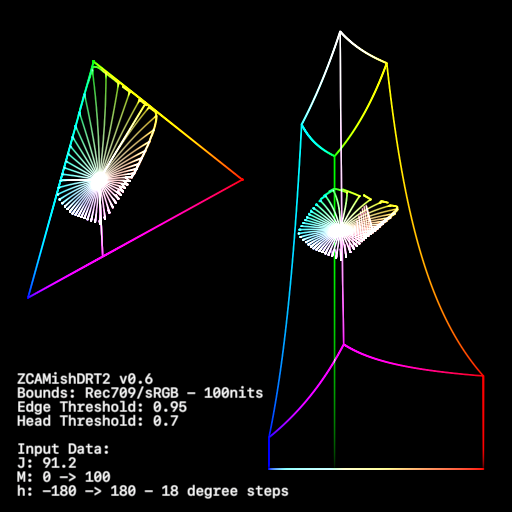 ZCAMishDRT2 v0.6
Bounds: Rec709/sRGB - 100nits
Edge Threshold: 0.95
Head Threshold: 0.7
Input Data:
J: 91.2
M: 0 -> 100
h: -180 -> 180 - 18 degree steps